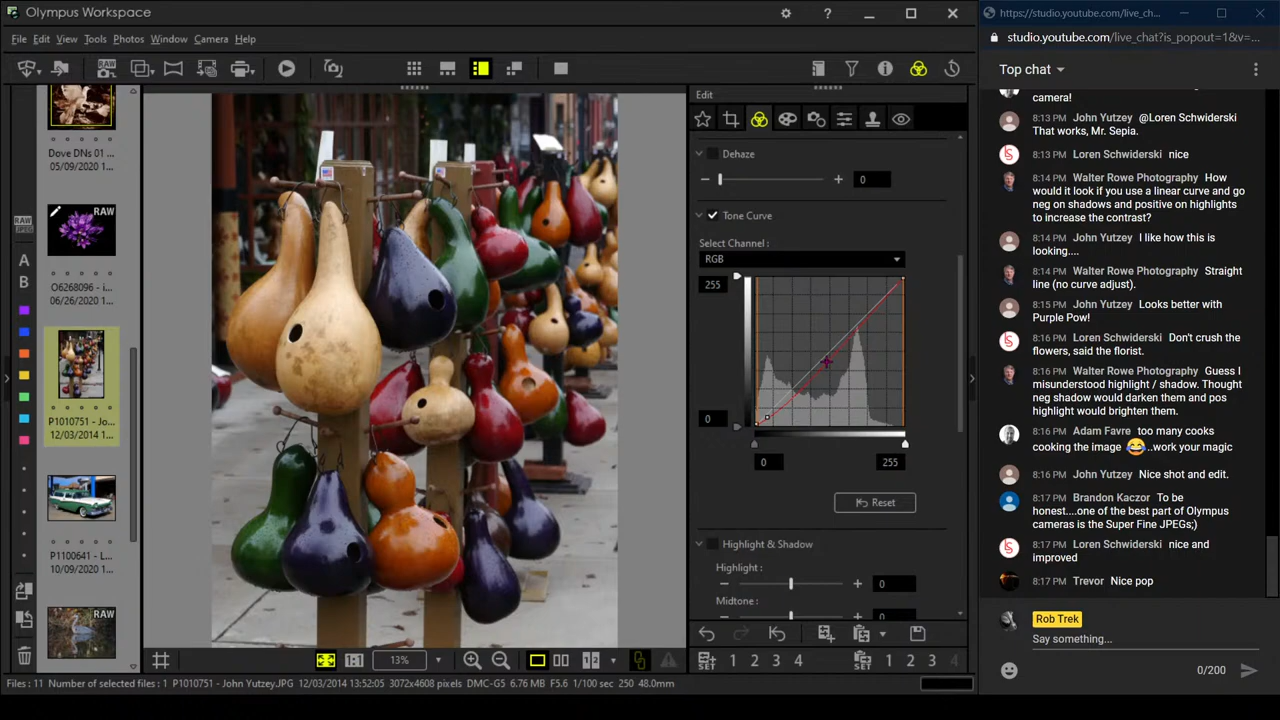 Olympus Workspace
File Edit View Tools Photos Window Camera Help
RAW
Dove DNs 01
05/09/2020 1...
RAW
O6268096 - i...
06/26/2020 ...
P1010751 - Jo...
12/03/2014 1...
P1100641 - L...
10/09/2020 1...
RAW
RAW
JPEG
A
A
Edit
Dehaze
0
Tone Curve
Select Channel :
RGB
255
0
0
255
Reset
Highlight & Shadow
Highlight :
0
Midtone :
0
1:1
13%
SET 1 2 3 4 SET 1 2 3 4
Files : 11 Number of selected files : 1 P1010751 - John Yutzey.JPG 12/03/2014 13:52:05 3072x4608 pixels DMC-G5 6.76 MB F5.6 1/100 sec 250 48.0mm
https://studio.youtube.com/live_ch...
studio.youtube.com/live_chat?is_popout=1&v=...
Top chat
camera!
8:13 PM John Yutzey @Loren Schwiderski
That works, Mr. Sepia.
8:13 PM Loren Schwiderski nice
8:14 PM Walter Rowe Photography How
would it look if you use a linear curve and go
neg on shadows and positive on highlights
to increase the contrast?
8:14 PM John Yutzey I like how this is
looking....
8:14 PM Walter Rowe Photography Straight
line (no curve adjust).
8:15 PM John Yutzey Looks better with
Purple Pow!
8:16 PM Loren Schwiderski Don't crush the
flowers, said the florist.
8:16 PM Walter Rowe Photography Guess I
misunderstood highlight / shadow. Thought
neg shadow would darken them and pos
highlight would brighten them.
8:16 PM Adam Favre too many cooks
cooking the image 😂..work your magic
8:16 PM John Yutzey Nice shot and edit.
8:17 PM Brandon Kaczor To be
honest....one of the best part of Olympus
cameras is the Super Fine JPEGs;)
8:17 PM Loren Schwiderski nice and
improved
8:17 PM Trevor Nice pop
Rob Trek
Say something...
0/200